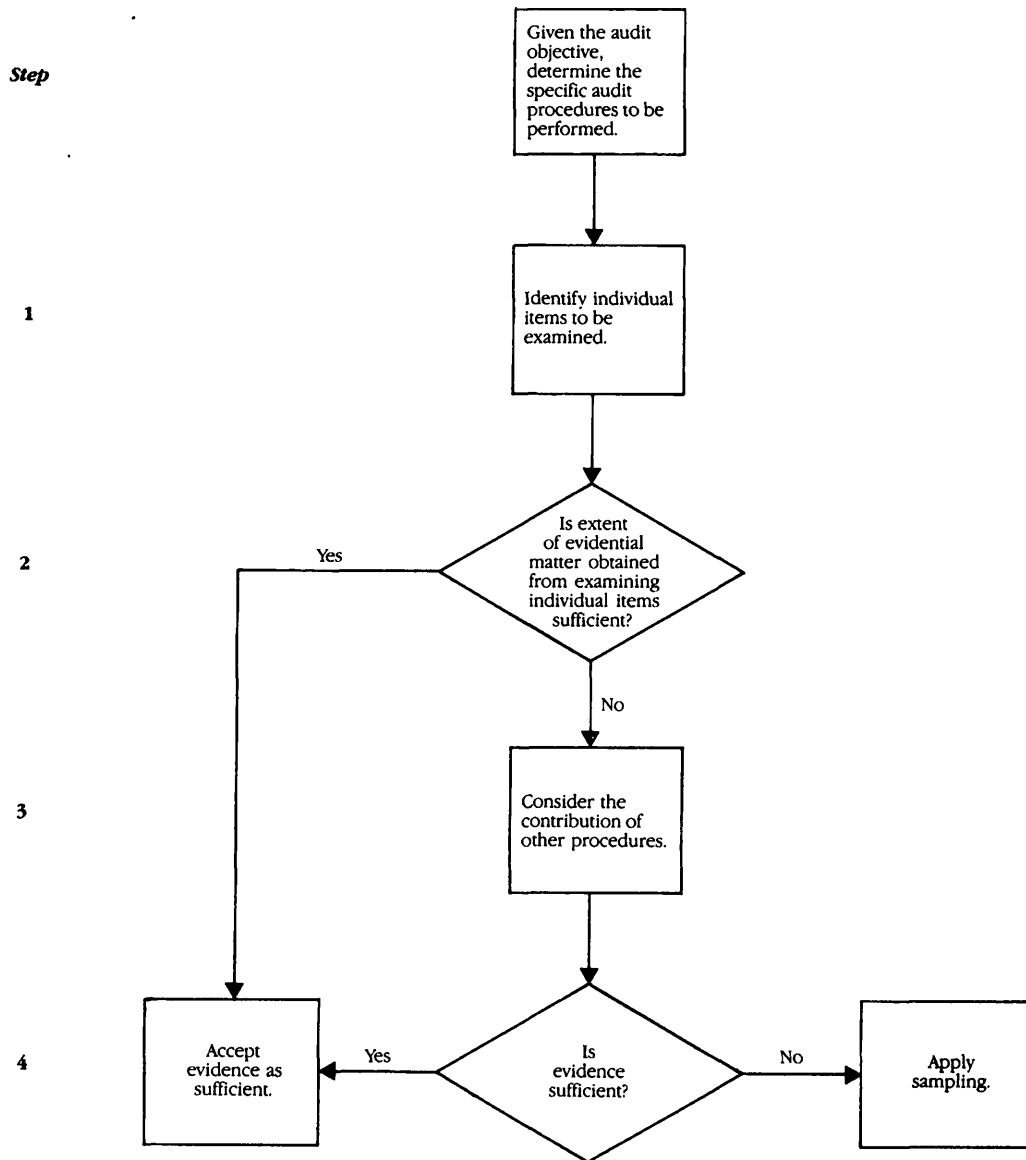 Step
Given the audit
objective,
determine the
specific audit
procedures to be
performed.
1
Identify individual
items to be
examined.
2
Yes
Is extent
of evidential
matter obtained
from examining
individual items
sufficient?
No
3
Consider the
contribution of
other procedures.
4
Accept
evidence as
sufficient.
Yes
Is
evidence
sufficient?
No
Apply
sampling.